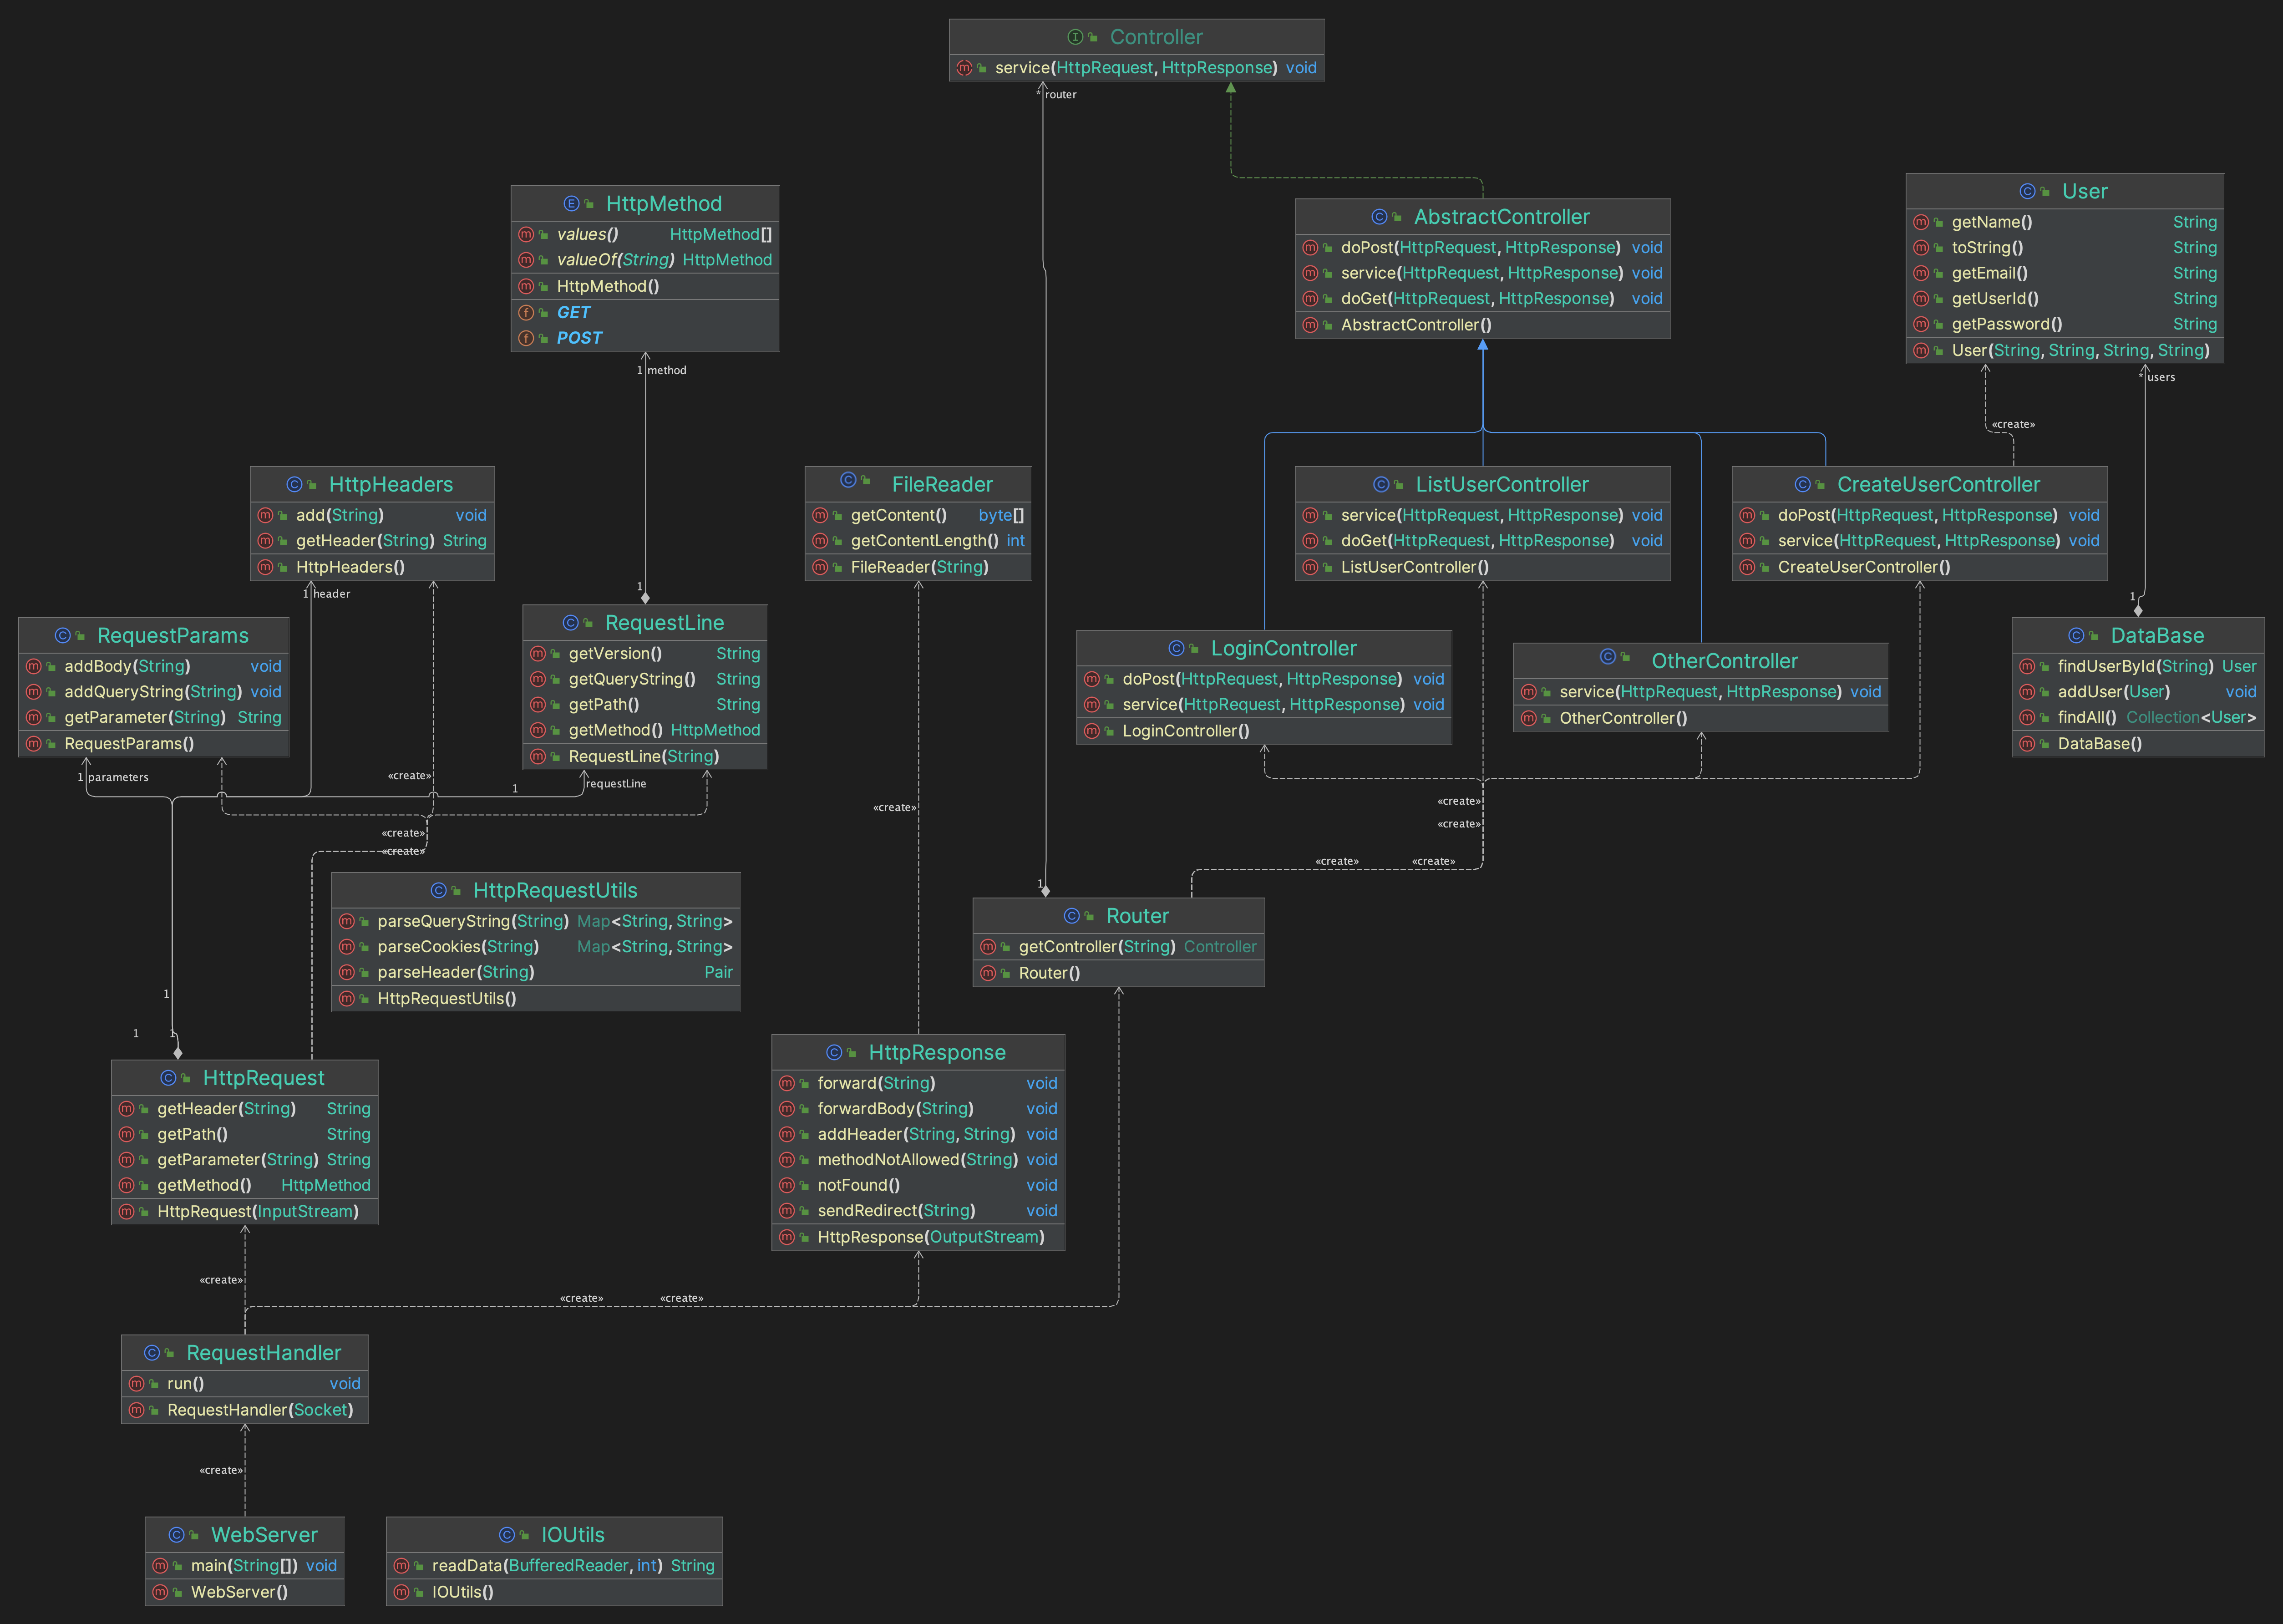 Controller
service(HttpRequest, HttpResponse) void
* router
HttpMethod
values() HttpMethod[]
valueOf(String) HttpMethod
HttpMethod()
GET
POST
1 method
AbstractController
doPost(HttpRequest, HttpResponse) void
service(HttpRequest, HttpResponse) void
doGet(HttpRequest, HttpResponse) void
AbstractController()
User
getName() String
toString() String
getEmail() String
getUserId() String
getPassword() String
User(String, String, String, String)
* users
«create»
HttpHeaders
add(String) void
getHeader(String) String
HttpHeaders()
1 header
FileReader
getContent() byte[]
getContentLength() int
FileReader(String)
ListUserController
service(HttpRequest, HttpResponse) void
doGet(HttpRequest, HttpResponse) void
ListUserController()
CreateUserController
doPost(HttpRequest, HttpResponse) void
service(HttpRequest, HttpResponse) void
CreateUserController()
1
1
RequestParams
addBody(String) void
addQueryString(String) void
getParameter(String) String
RequestParams()
1 parameters
RequestLine
getVersion() String
getQueryString() String
getPath() String
getMethod() HttpMethod
RequestLine(String)
«create»
1
requestLine
LoginController
doPost(HttpRequest, HttpResponse) void
service(HttpRequest, HttpResponse) void
LoginController()
OtherController
service(HttpRequest, HttpResponse) void
OtherController()
DataBase
findUserById(String) User
addUser(User) void
findAll() Collection<User>
DataBase()
«create»
«create»
«create»
«create»
«create»
«create»
«create»
HttpRequestUtils
parseQueryString(String) Map<String, String>
parseCookies(String) Map<String, String>
parseHeader(String) Pair
HttpRequestUtils()
1
Router
getController(String) Controller
Router()
1
1
1
HttpRequest
getHeader(String) String
getPath() String
getParameter(String) String
getMethod() HttpMethod
HttpRequest(InputStream)
HttpResponse
forward(String) void
forwardBody(String) void
addHeader(String, String) void
methodNotAllowed(String) void
notFound() void
sendRedirect(String) void
HttpResponse(OutputStream)
«create»
«create»
«create»
RequestHandler
run() void
RequestHandler(Socket)
«create»
WebServer
main(String[]) void
WebServer()
IOUtils
readData(BufferedReader, int) String
IOUtils()